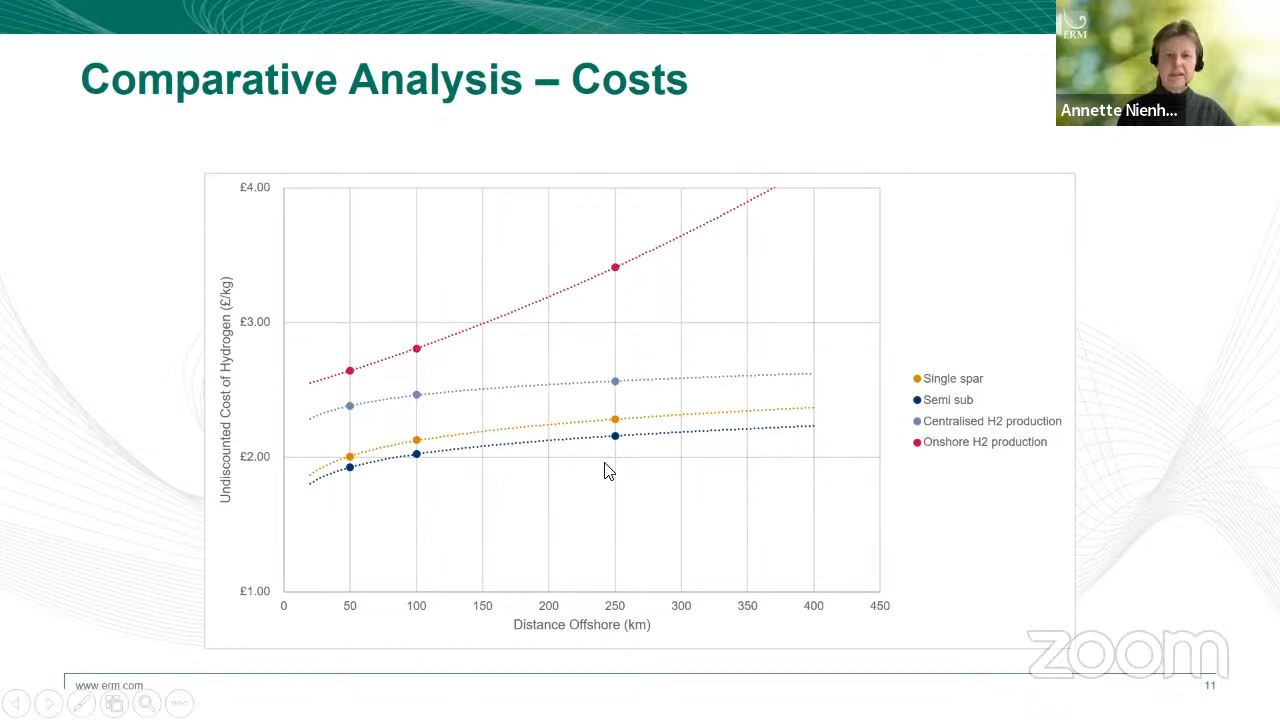 ERM
Annette Nienh...
Comparative Analysis – Costs
£4.00
£3.00
£2.00
£1.00
Undiscounted Cost of Hydrogen (£/kg)
0 50 100 150 200 250 300 350 400 450
Distance Offshore (km)
Single spar
Semi sub
Centralised H2 production
Onshore H2 production
zoom
www.erm.com
11